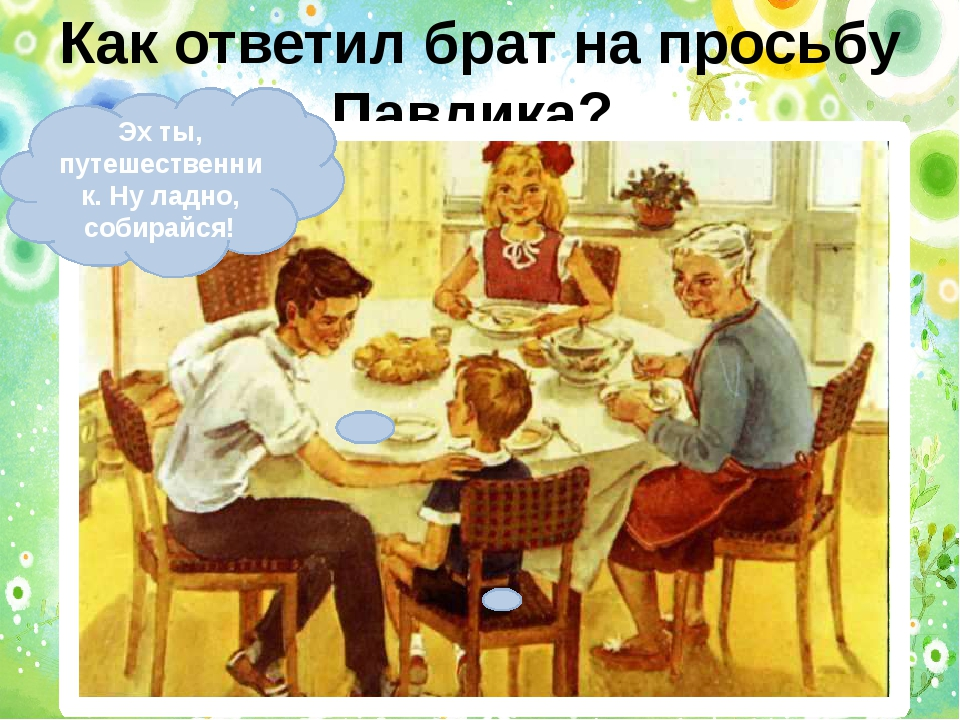 Как ответил брат на просьбу
Павлика?
Эх ты,
путешественни
к. Ну ладно,
собирайся!